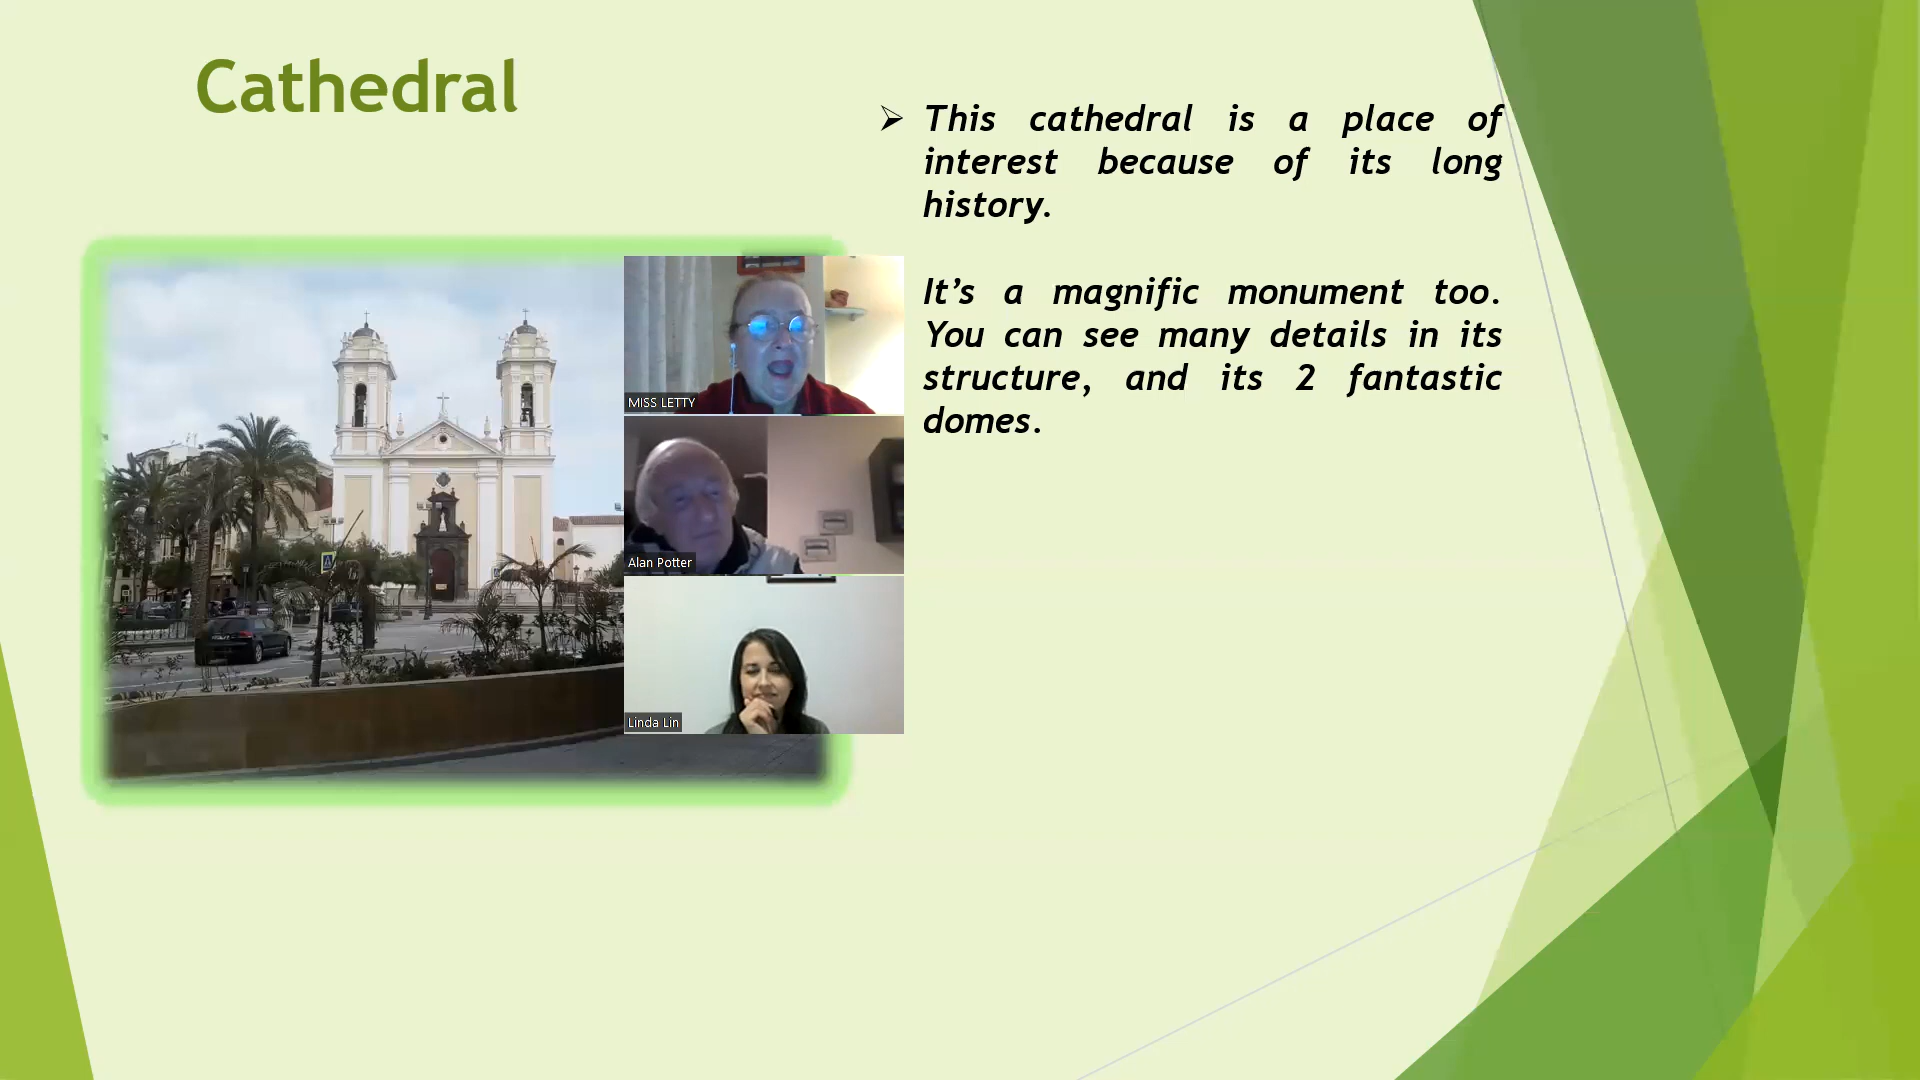 Cathedral
➢ This cathedral is a place of
interest because of its long
history.
It’s a magnific monument too.
You can see many details in its
structure, and its 2 fantastic
domes.
MISS LETTY
Alan Potter
Linda Lin